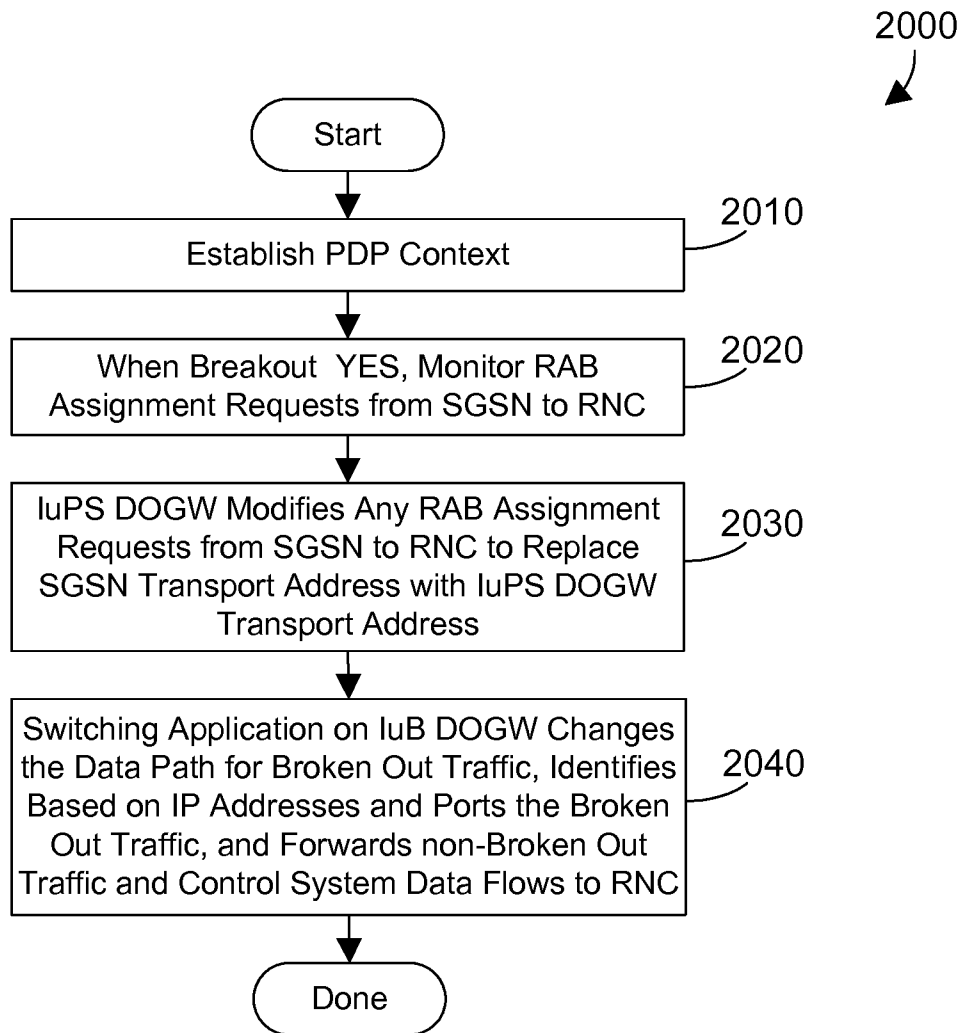 2000
Start
2010
Establish PDP Context
2020
When Breakout YES, Monitor RAB
Assignment Requests from SGSN to RNC
2030
IuPS DOGW Modifies Any RAB Assignment
Requests from SGSN to RNC to Replace
SGSN Transport Address with IuPS DOGW
Transport Address
2040
Switching Application on IuB DOGW Changes
the Data Path for Broken Out Traffic, Identifies
Based on IP Addresses and Ports the Broken
Out Traffic, and Forwards non-Broken Out
Traffic and Control System Data Flows to RNC
Done